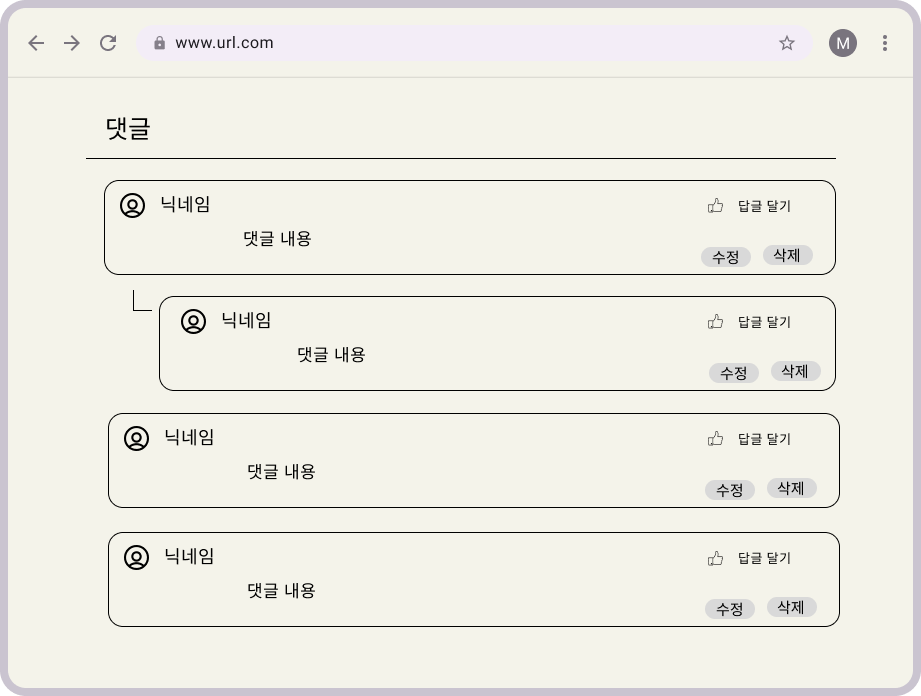 www.url.com
M
댓글
닉네임
답글 달기
댓글 내용
수정
삭제
닉네임
답글 달기
댓글 내용
수정
삭제
닉네임
답글 달기
댓글 내용
수정
삭제
닉네임
답글 달기
댓글 내용
수정
삭제